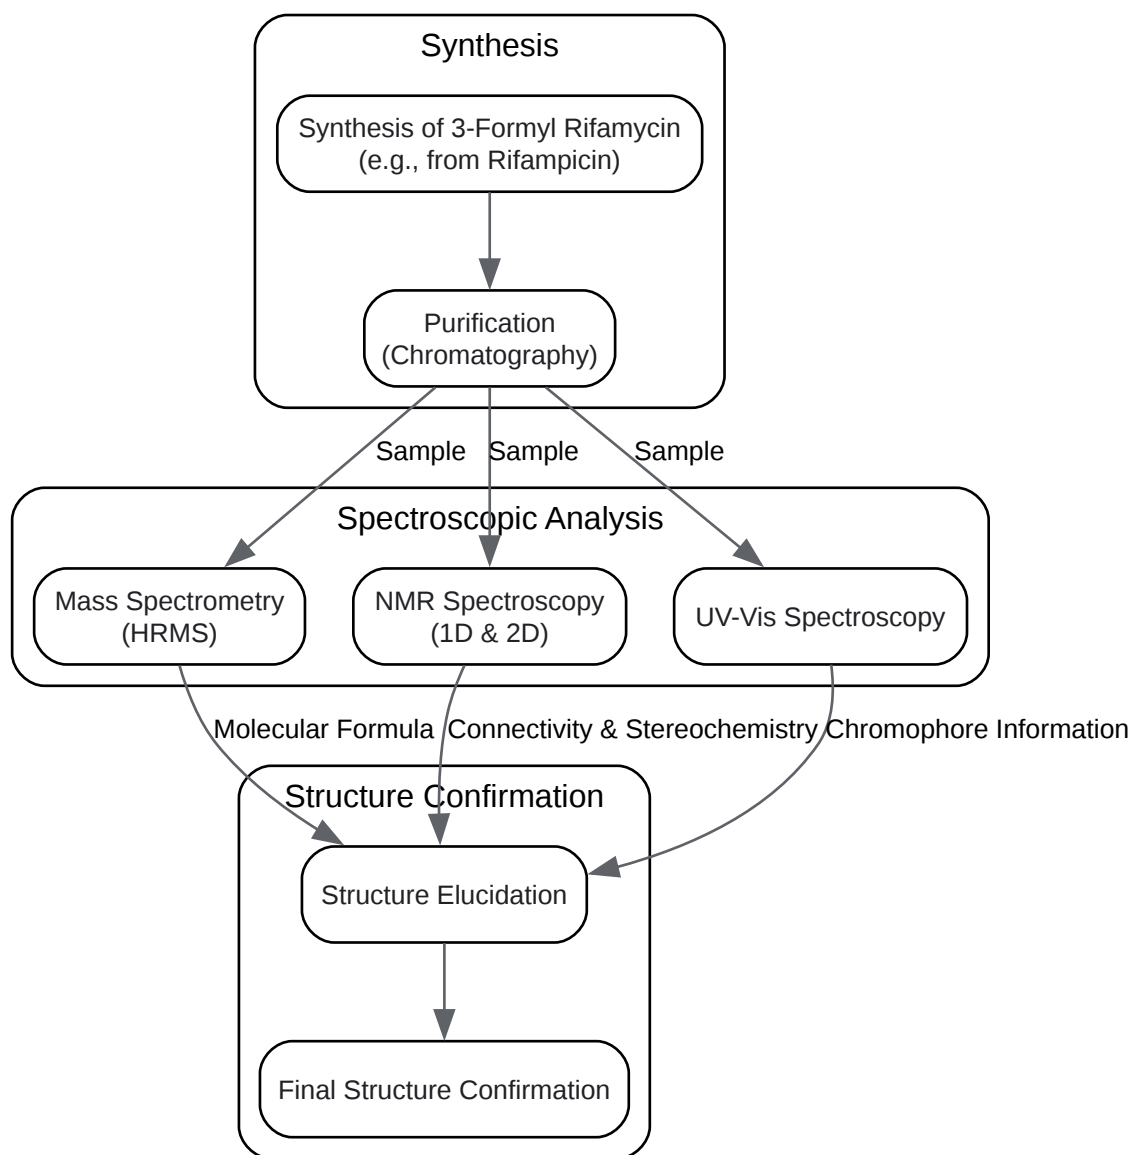 Synthesis
Synthesis of 3-Formyl Rifamycin
(e.g., from Rifampicin)
Purification
(Chromatography)
Sample
Sample
Sample
Spectroscopic Analysis
Mass Spectrometry
(HRMS)
NMR Spectroscopy
(1D & 2D)
UV-Vis Spectroscopy
Molecular Formula
Connectivity & Stereochemistry
Chromophore Information
Structure Confirmation
Structure Elucidation
Final Structure Confirmation